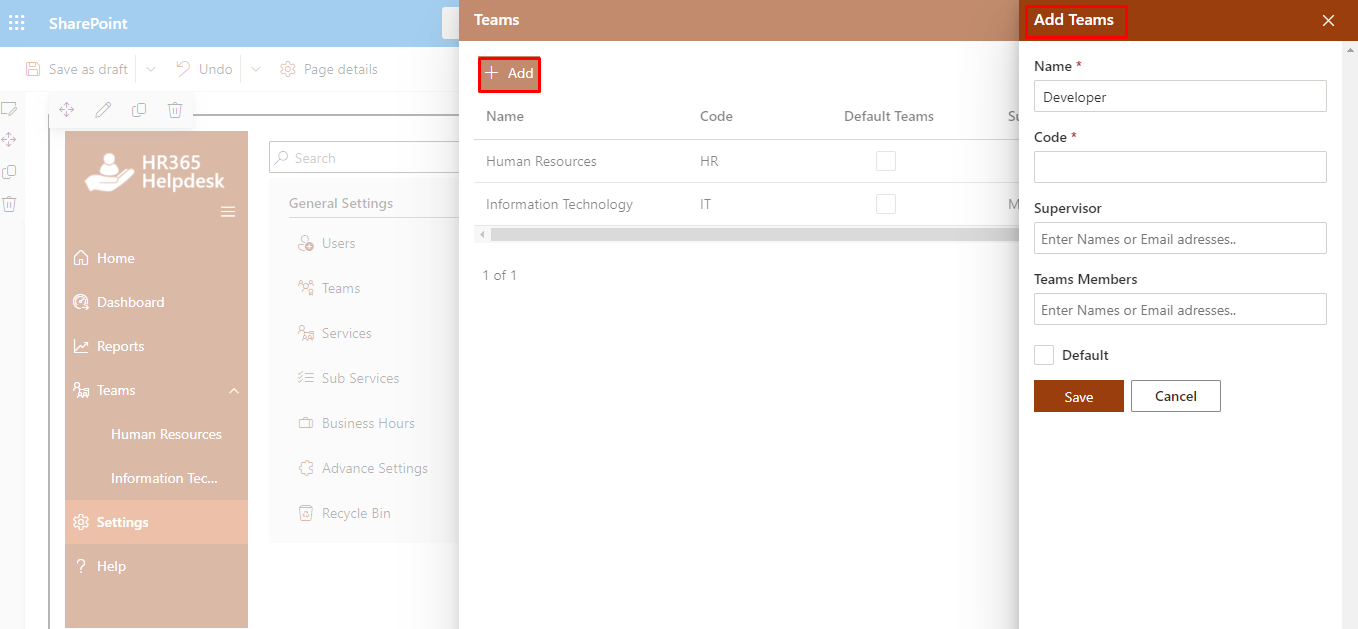 SharePoint
Save as draft
Undo
Page details
HR365
Helpdesk
Home
Dashboard
Reports
Teams
Human Resources
Information Tec...
Settings
? Help
Search
General Settings
Users
Teams
Services
Sub Services
Business Hours
Advance Settings
Recycle Bin
Teams
+ Add
Name Code Default Teams Su
Human Resources HR
Information Technology IT M
1 of 1
Add Teams
Name *
Developer
Code *
Supervisor
Enter Names or Email adresses..
Teams Members
Enter Names or Email adresses..
Default
Save Cancel